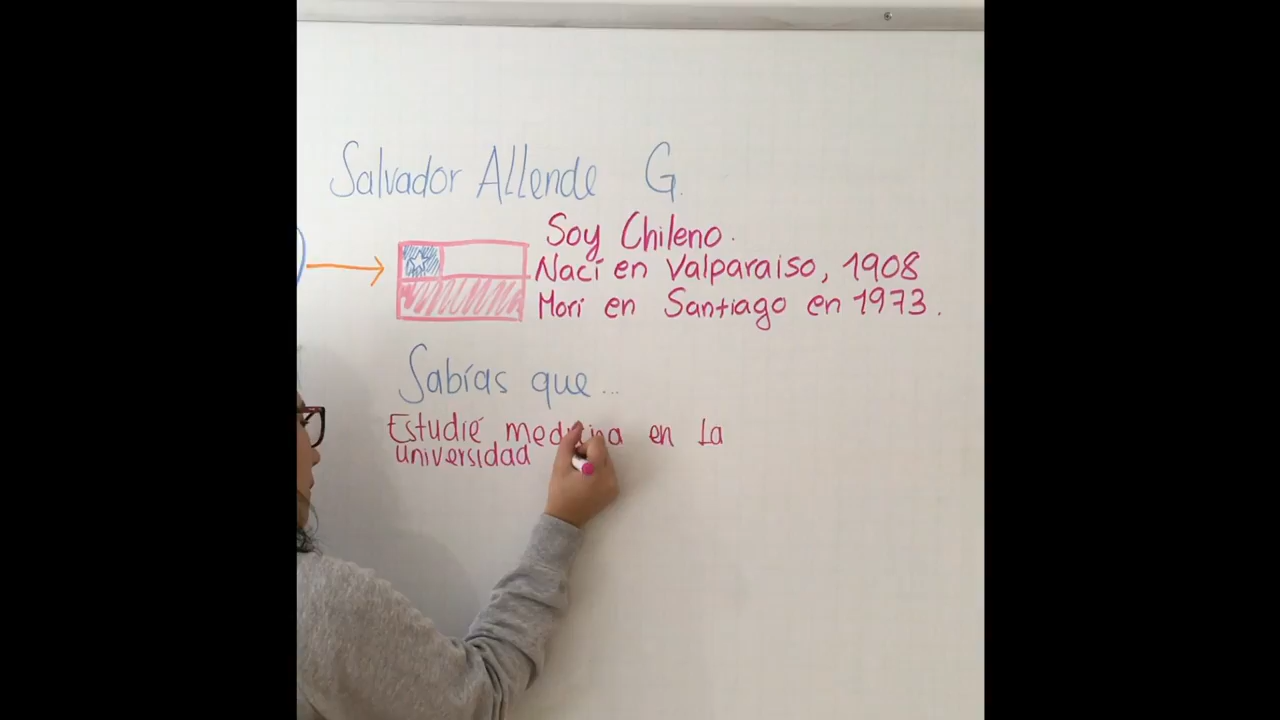 Salvador Allende G.
Soy Chileno.
Nací en Valparaiso, 1908
Morí en Santiago en 1973.
Sabías que...
Estudié medicina en La
universidad